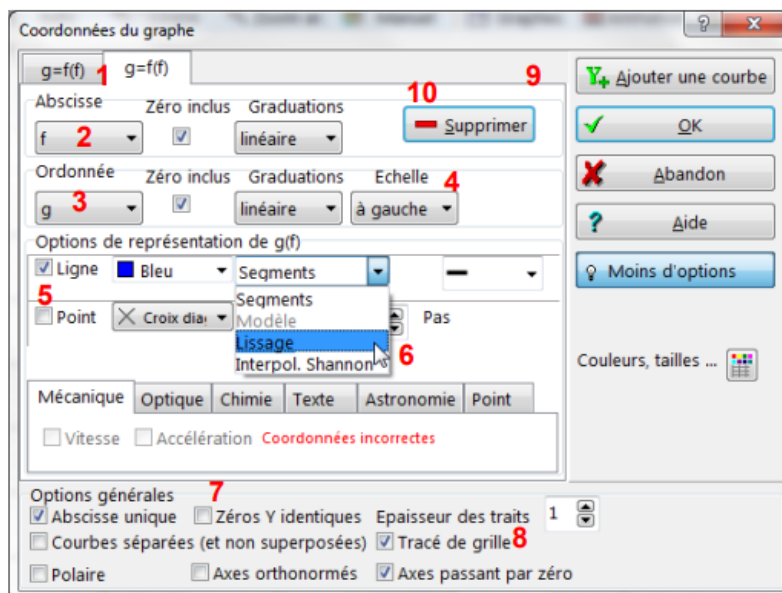 Coordonnées du graphe
?
g=f(f) 1 g=f(f)
9
Y+ Ajouter une courbe
Abscisse Zéro inclus Graduations 10
f 2 linéaire Supprimer
OK
Ordonnée Zéro inclus Graduations Echelle 4
Abandon
g 3 linéaire à gauche
? Aide
Options de représentation de g(f)
Ligne Bleu Segments
Moins d'options
5
Point Croix dia Pas
Segments
Modèle
Lissage
6
Interpol. Shannon
Couleurs, tailles ...
Mécanique Optique Chimie Texte Astronomie Point
Vitesse Accélération Coordonnées incorrectes
Options générales 7
Abscisse unique Zéros Y identiques Epaisseur des traits 1
Courbes séparées (et non superposées) Tracé de grille 8
Polaire Axes orthonormés Axes passant par zéro